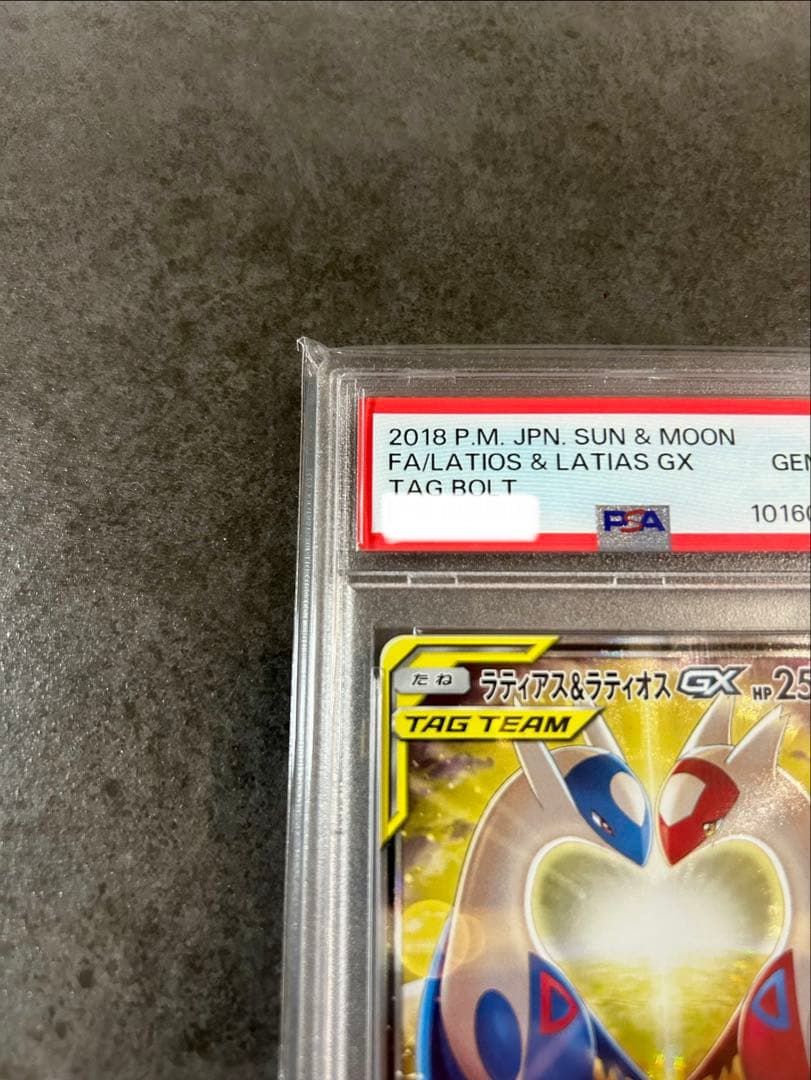 2018 P.M. JPN. SUN & MOON
FA/LATIOS & LATIAS GX
TAG BOLT
PSA
たね ラティアス&ラティオス GX HP
TAG TEAM